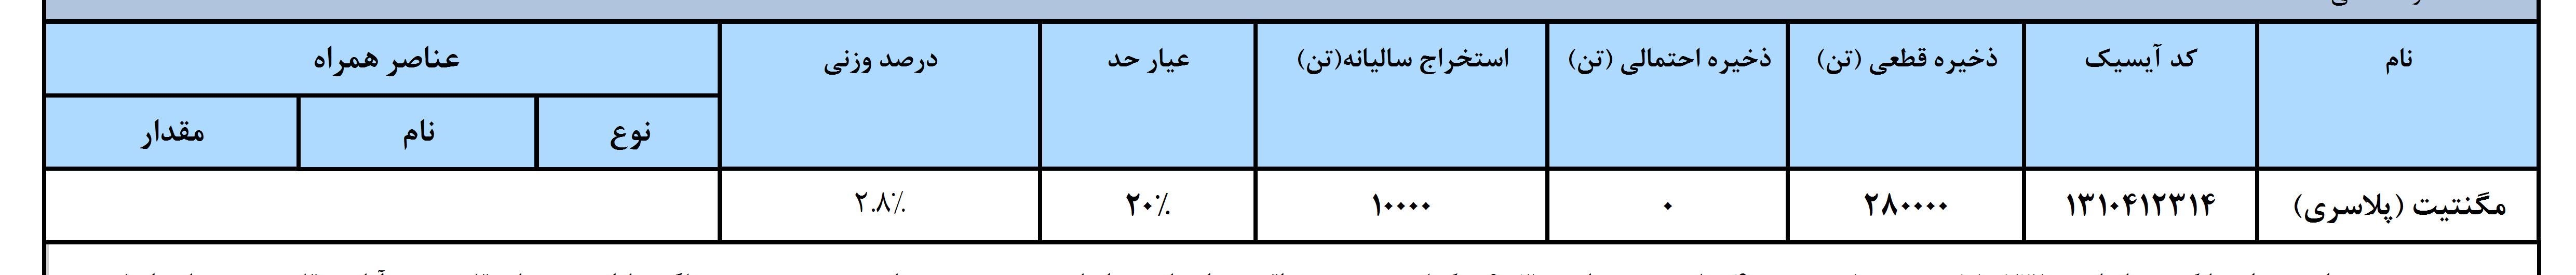 نام	کد آیسیک	ذخیره قطعی (تن)	ذخیره احتمالی (تن)	استخراج سالیانه(تن)	عیار حد	درصد وزنی	عناصر همراه
نوع	نام	مقدار
مگنتیت (پلاسری)	۱۳۱۰۴۱۲۳۱۴	۲۸۰۰۰۰	۰	۱۰۰۰۰	۲۰٪	۲.۸٪